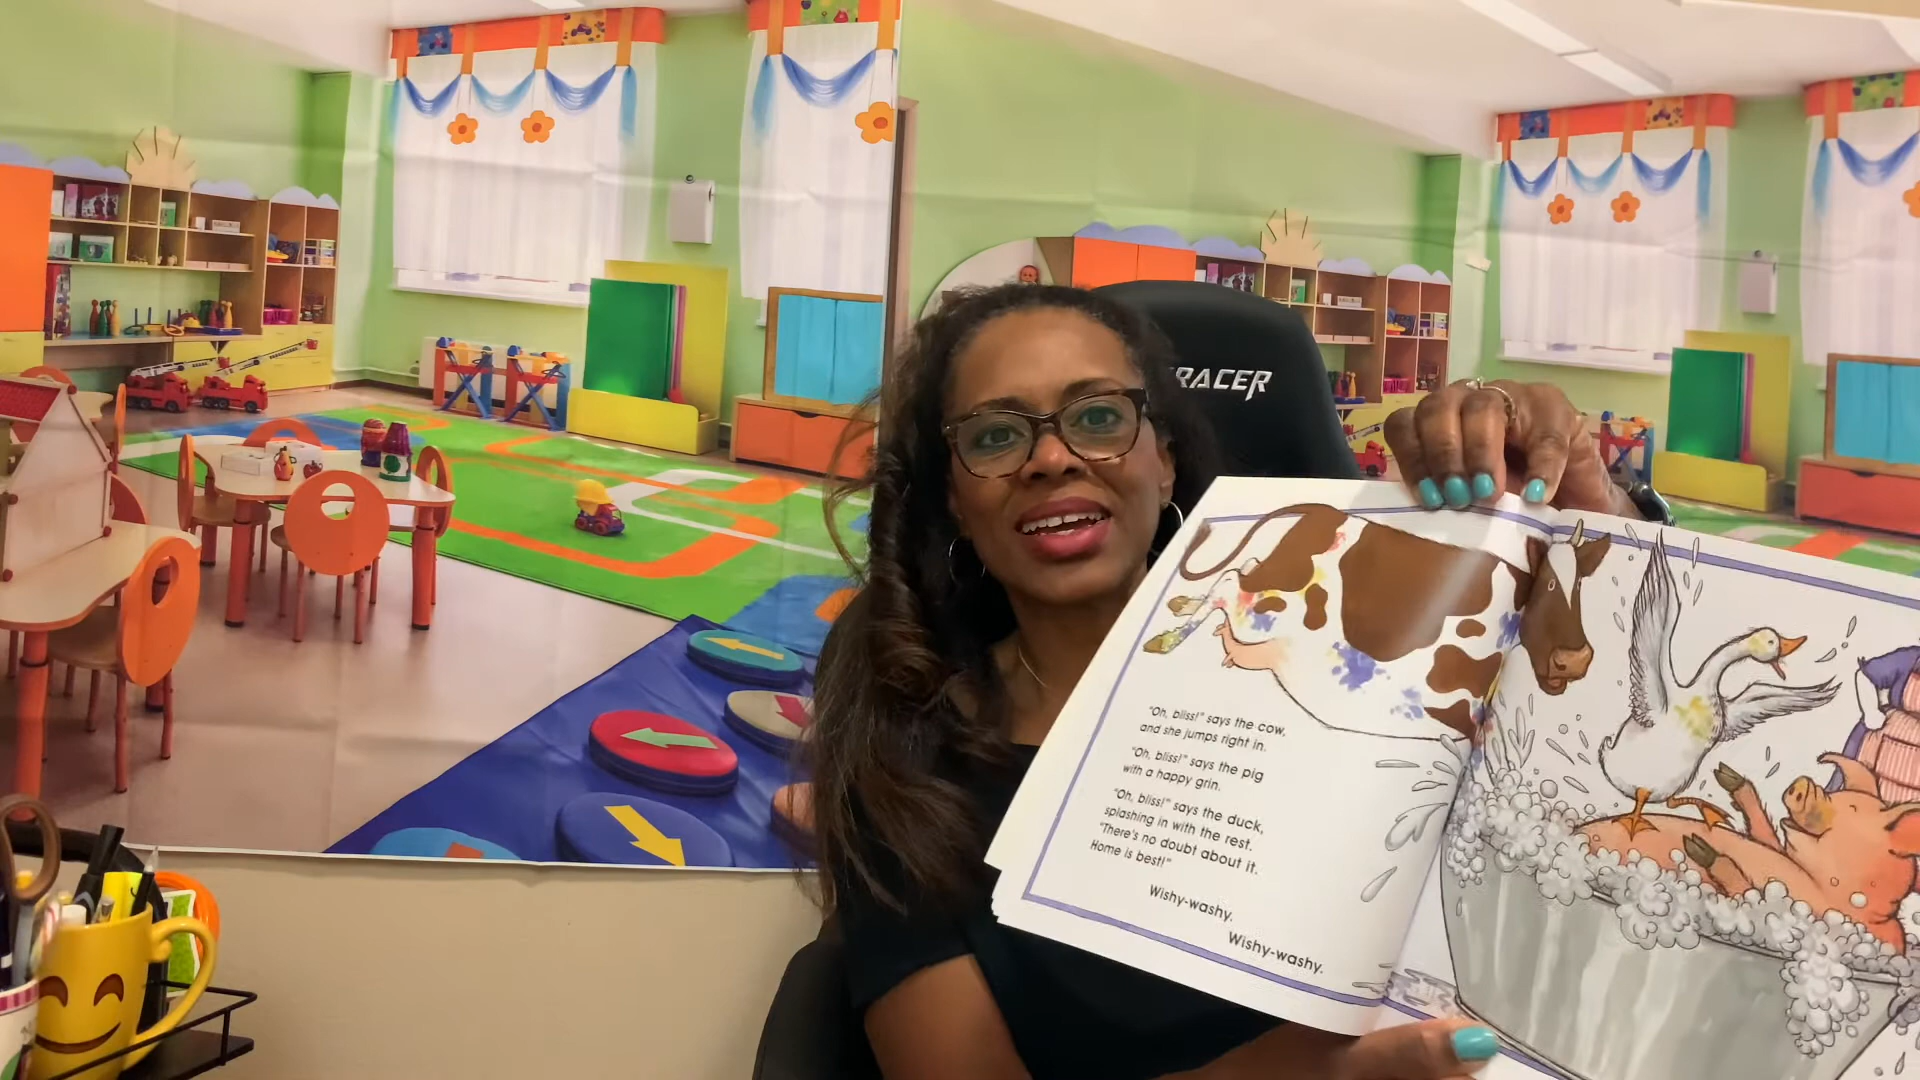 RACER
"Oh, bliss!" says the cow,
and she jumps right in.
"Oh, bliss!" says the pig
with a happy grin.
"Oh, bliss!" says the duck,
splashing in with the rest.
"There's no doubt about it.
Home is best!"
Wishy-washy.
Wishy-washy.